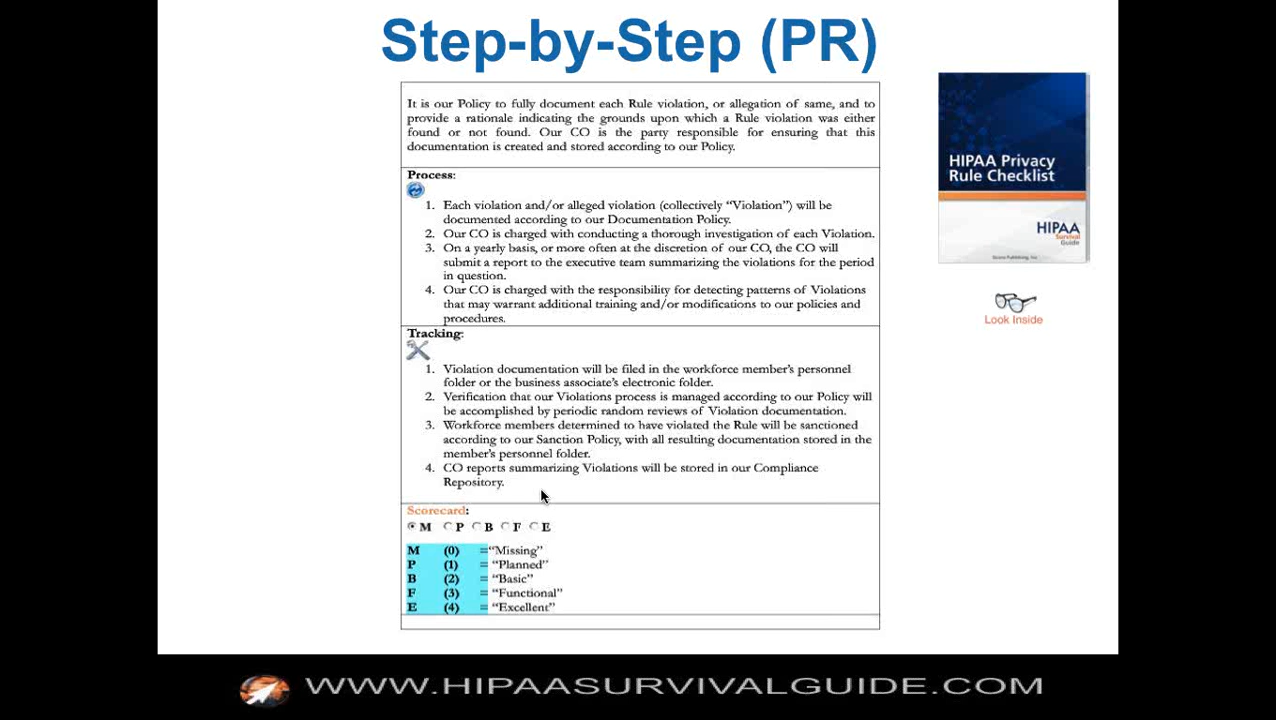 Step-by-Step (PR)
It is our Policy to fully document each Rule violation, or allegation of same, and to
provide a rationale indicating the grounds upon which a Rule violation was either
found or not found. Our CO is the party responsible for ensuring that this
documentation is created and stored according to our Policy.
Process:
1. Each violation and/or alleged violation (collectively “Violation”) will be
documented according to our Documentation Policy.
2. Our CO is charged with conducting a thorough investigation of each Violation.
3. On a yearly basis, or more often at the discretion of our CO, the CO will
submit a report to the executive team summarizing the violations for the period
in question.
4. Our CO is charged with the responsibility for detecting patterns of Violations
that may warrant additional training and/or modifications to our policies and
procedures.
Tracking:
1. Violation documentation will be filed in the workforce member’s personnel
folder or the business associate’s electronic folder.
2. Verification that our Violations process is managed according to our Policy will
be accomplished by periodic random reviews of Violation documentation.
3. Workforce members determined to have violated the Rule will be sanctioned
according to our Sanction Policy, with all resulting documentation stored in the
member’s personnel folder.
4. CO reports summarizing Violations will be stored in our Compliance
Repository.
Scorecard:
M P B F E
M (0) =“Missing”
P (1) = “Planned”
B (2) = “Basic”
F (3) = “Functional”
E (4) = “Excellent”
HIPAA Privacy
Rule Checklist
HIPAA
Survival
Guide
Look Inside
WWW.HIPAASURVIVALGUIDE.COM